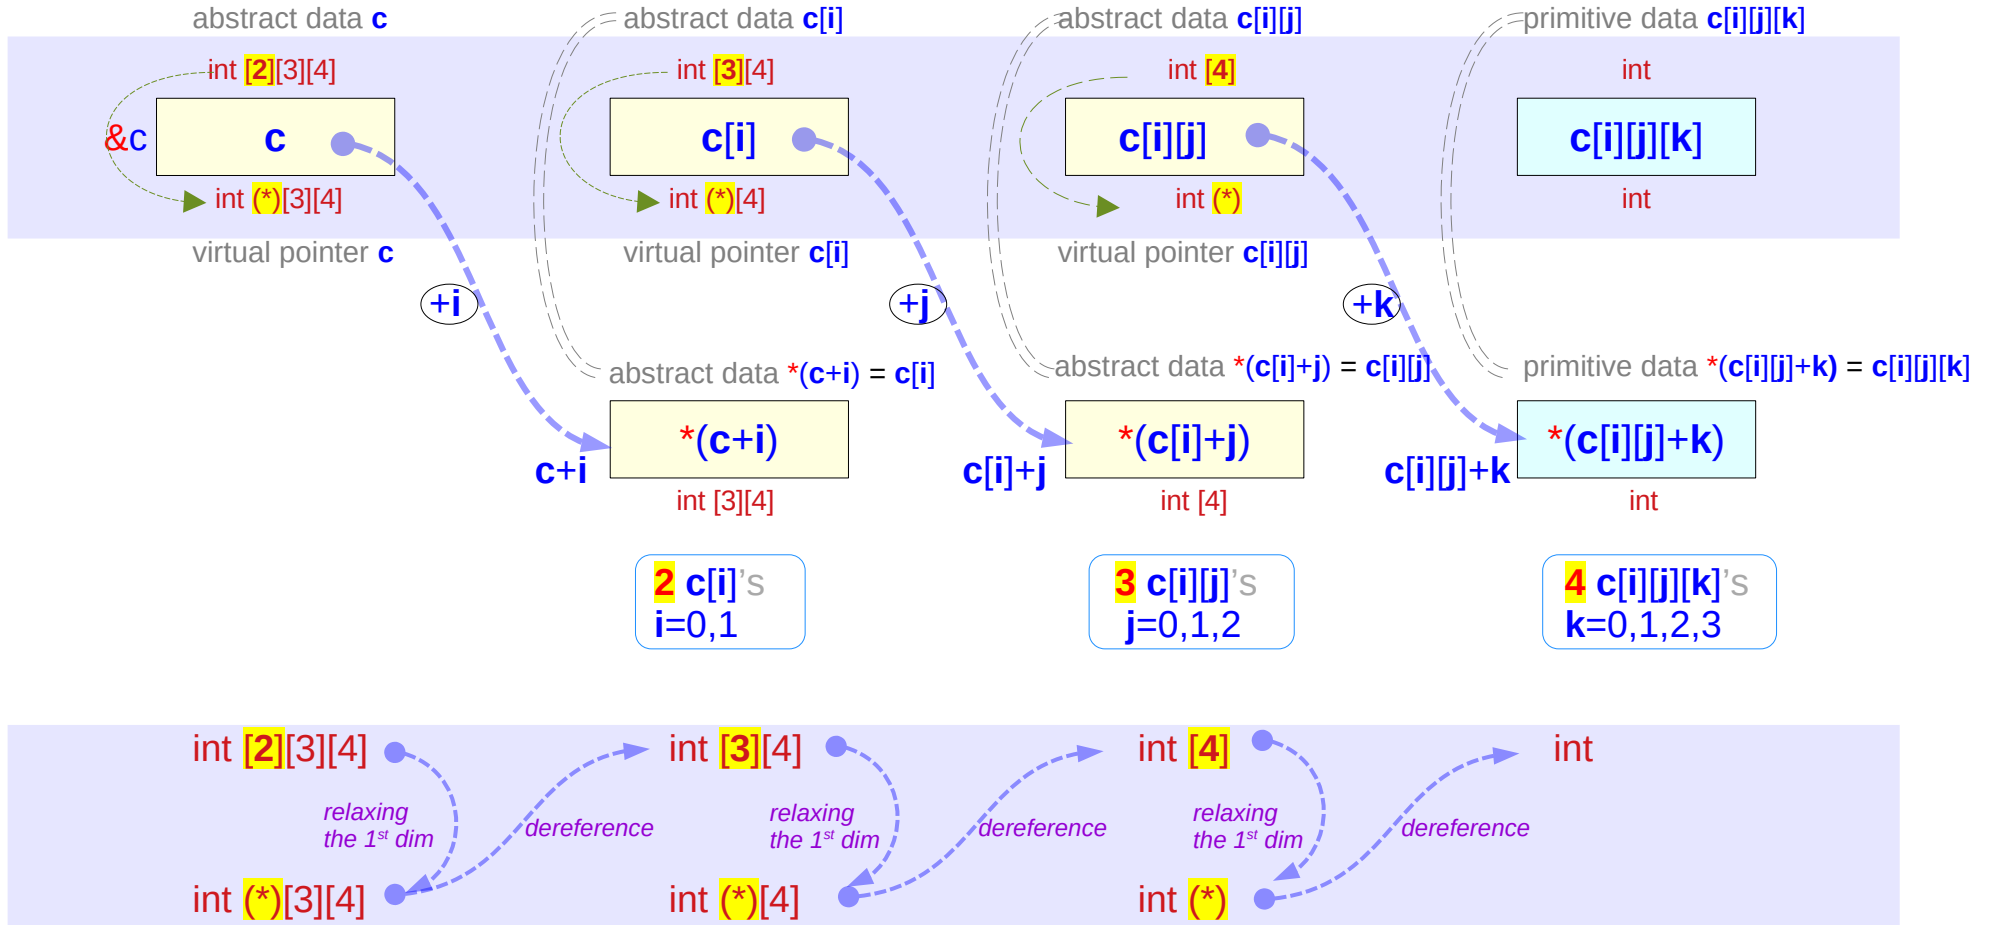 abstract data c
abstract data c[i]
abstract data c[i][j]
primitive data c[i][j][k]
int [2][3][4]
int [3][4]
int [4]
int
&c
c
c[i]
c[i][j]
c[i][j][k]
int (*)[3][4]
int (*)[4]
int (*)
int
virtual pointer c
virtual pointer c[i]
virtual pointer c[i][j]
+i
+j
+k
abstract data *(c+i) = c[i]
abstract data *(c[i]+j) = c[i][j]
primitive data *(c[i][j]+k) = c[i][j][k]
*(c+i)
*(c[i]+j)
*(c[i][j]+k)
c+i
c[i]+j
c[i][j]+k
int [3][4]
int [4]
int
2 c[i]’s
i=0,1
3 c[i][j]’s
j=0,1,2
4 c[i][j][k]’s
k=0,1,2,3
int [2][3][4]
int [3][4]
int [4]
int
relaxing
the 1st dim
dereference
relaxing
the 1st dim
dereference
relaxing
the 1st dim
dereference
int (*)[3][4]
int (*)[4]
int (*)